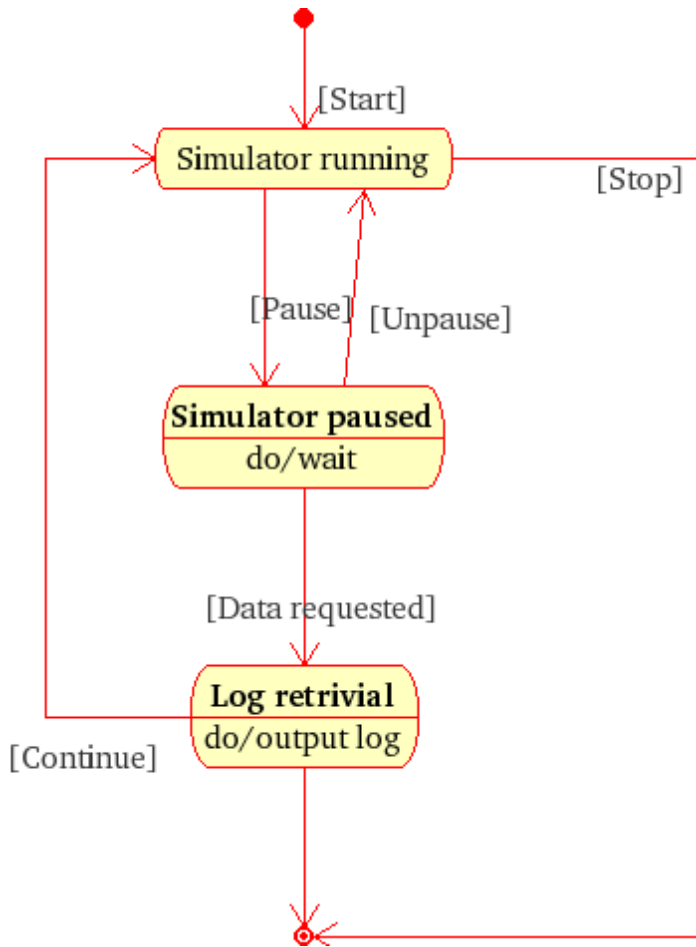 [Start]
Simulator running
[Stop]
[Pause]
[Unpause]
Simulator paused
do/wait
[Data requested]
Log retrivial
do/output log
[Continue]